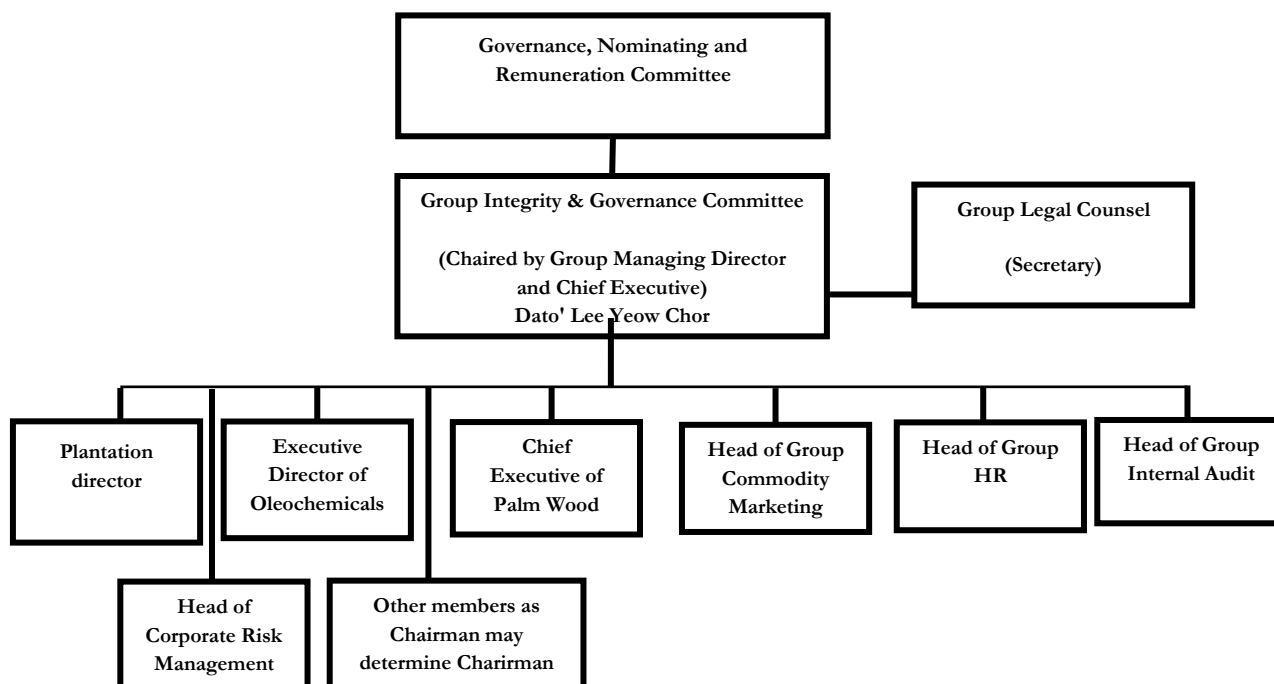 Governance, Nominating and
Remuneration Committee
Group Integrity & Governance Committee
(Chaired by Group Managing Director
and Chief Executive)
Dato' Lee Yeow Chor
Group Legal Counsel
(Secretary)
Plantation
director
Executive
Director of
Oleochemicals
Chief
Executive of
Palm Wood
Head of Group
Commodity
Marketing
Head of Group
HR
Head of Group
Internal Audit
Head of
Corporate Risk
Management
Other members as
Chairman may
determine Charirman